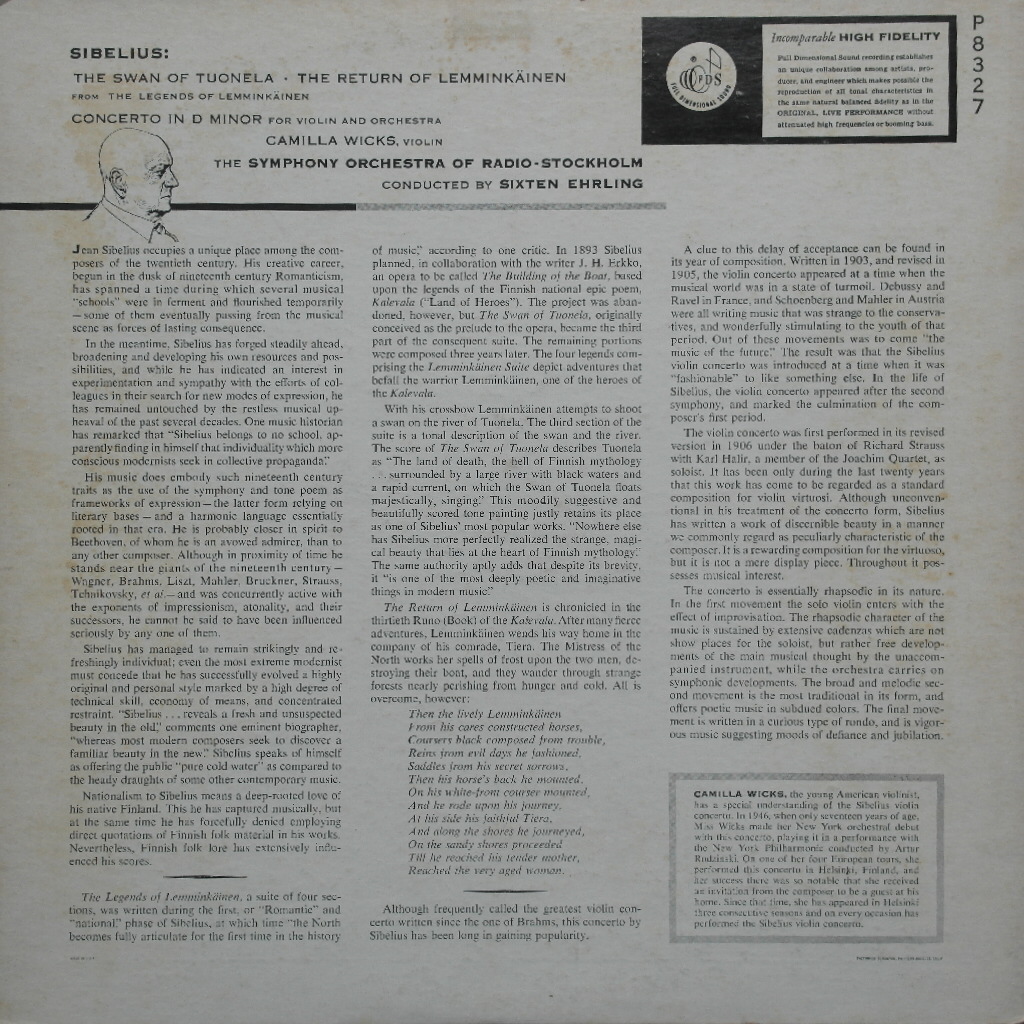 SIBELIUS:
THE SWAN OF TUONELA · THE RETURN OF LEMMINKÄINEN
FROM THE LEGENDS OF LEMMINKÄINEN
CONCERTO IN D MINOR FOR VIOLIN AND ORCHESTRA
CAMILLA WICKS, VIOLIN
THE SYMPHONY ORCHESTRA OF RADIO-STOCKHOLM
CONDUCTED BY SIXTEN EHRLING
FDS
FULL DIMENSIONAL SOUND
Incomparable HIGH FIDELITY
Full Dimensional Sound recording establishes
an unique collaboration among artists, pro-
ducer, and engineer which makes possible the
reproduction of all tonal characteristics in
the same natural balanced fidelity as in the
ORIGINAL, LIVE PERFORMANCE without
attenuated high frequencies or booming bass.
P8327
Jean Sibelius occupies a unique place among the com-
posers of the twentieth century. His creative career,
begun in the dusk of nineteenth century Romanticism,
has spanned a time during which several musical
"schools" were in ferment and flourished temporarily
—some of them eventually passing from the musical
scene as forces of lasting consequence.
In the meantime, Sibelius has forged steadily ahead,
broadening and developing his own resources and pos-
sibilities, and while he has indicated an interest in
experimentation and sympathy with the efforts of col-
leagues in their search for new modes of expression, he
has remained untouched by the restless musical up-
heaval of the past several decades. One music historian
has remarked that "Sibelius belongs to no school, ap-
parently finding in himself that individuality which more
conscious modernists seek in collective propaganda."
His music does embody such nineteenth century
traits as the use of the symphony and tone poem as
frameworks of expression—the latter form relying on
literary bases—and a harmonic language essentially
rooted in that era. He is probably closer in spirit to
Beethoven, of whom he is an avowed admirer, than to
any other composer. Although in proximity of time he
stands near the giants of the nineteenth century—
Wagner, Brahms, Liszt, Mahler, Bruckner, Strauss,
Tchaikovsky, et al.—and was concurrently active with
the exponents of impressionism, atonality, and their
successors, he cannot be said to have been influenced
seriously by any one of them.
Sibelius has managed to remain strikingly and re-
freshingly individual; even the most extreme modernist
must concede that he has successfully evolved a highly
original and personal style marked by a high degree of
technical skill, economy of means, and concentrated
restraint. "Sibelius . . . reveals a fresh and unsuspected
beauty in the old," comments one eminent biographer,
"whereas most modern composers seek to discover a
familiar beauty in the new." Sibelius speaks of himself
as offering the public "pure cold water" as compared to
the heady draughts of some other contemporary music.
Nationalism to Sibelius means a deep-rooted love of
his native Finland. This he has captured musically, but
at the same time he has forcefully denied employing
direct quotations of Finnish folk material in his works.
Nevertheless, Finnish folk lore has extensively influ-
enced his scores.
The Legends of Lemminkäinen, a suite of four sec-
tions, was written during the first, or "Romantic" and
"national," phase of Sibelius, at which time "the North
becomes fully articulate for the first time in the history
of music," according to one critic. In 1893 Sibelius
planned, in collaboration with the writer J. H. Erkko,
an opera to be called The Building of the Boat, based
upon the legends of the Finnish national epic poem,
Kalevala ("Land of Heroes"). The project was aban-
doned, however, but The Swan of Tuonela, originally
conceived as the prelude to the opera, became the third
part of the consequent suite. The remaining portions
were composed three years later. The four legends com-
prising the Lemminkäinen Suite depict adventures that
befall the warrior Lemminkäinen, one of the heroes of
the Kalevala.
With his crossbow Lemminkäinen attempts to shoot
a swan on the river of Tuonela. The third section of the
suite is a tonal description of the swan and the river.
The score of The Swan of Tuonela describes Tuonela
as "The land of death, the hell of Finnish mythology
. . . surrounded by a large river with black waters and
a rapid current, on which the Swan of Tuonela floats
majestically, singing." This moodily suggestive and
beautifully scored tone painting justly retains its place
as one of Sibelius' most popular works. "Nowhere else
has Sibelius more perfectly realized the strange, magi-
cal beauty that lies at the heart of Finnish mythology."
The same authority aptly adds that despite its brevity,
it "is one of the most deeply poetic and imaginative
things in modern music."
The Return of Lemminkäinen is chronicled in the
thirtieth Runo (Book) of the Kalevala. After many fierce
adventures, Lemminkäinen wends his way home in the
company of his comrade, Tiera. The Mistress of the
North works her spells of frost upon the two men, de-
stroying their boat, and they wander through strange
forests nearly perishing from hunger and cold. All is
overcome, however:
Then the lively Lemminkäinen
From his cares constructed horses,
Coursers black composed from trouble,
Reins from evil days he fashioned,
Saddles from his secret sorrows.
Then his horse's back he mounted,
On his white-front courser mounted,
And he rode upon his journey,
At his side his faithful Tiera,
And along the shores he journeyed,
On the sandy shores proceeded
Till he reached his tender mother,
Reached the very aged woman.
Although frequently called the greatest violin con-
certo written since the one of Brahms, this concerto by
Sibelius has been long in gaining popularity.
A clue to this delay of acceptance can be found in
its year of composition. Written in 1903, and revised in
1905, the violin concerto appeared at a time when the
musical world was in a state of turmoil. Debussy and
Ravel in France, and Schoenberg and Mahler in Austria
were all writing music that was strange to the conserva-
tives, and wonderfully stimulating to the youth of that
period. Out of these movements was to come "the
music of the future." The result was that the Sibelius
violin concerto was introduced at a time when it was
"fashionable" to like something else. In the life of
Sibelius, the violin concerto appeared after the second
symphony, and marked the culmination of the com-
poser's first period.
The violin concerto was first performed in its revised
version in 1906 under the baton of Richard Strauss
with Karl Halir, a member of the Joachim Quartet, as
soloist. It has been only during the last twenty years
that this work has come to be regarded as a standard
composition for violin virtuosi. Although unconven-
tional in his treatment of the concerto form, Sibelius
has written a work of discernible beauty in a manner
we commonly regard as peculiarly characteristic of the
composer. It is a rewarding composition for the virtuoso,
but it is not a mere display piece. Throughout it pos-
sesses musical interest.
The concerto is essentially rhapsodic in its nature.
In the first movement the solo violin enters with the
effect of improvisation. The rhapsodic character of the
music is sustained by extensive cadenzas which are not
show places for the soloist, but rather free develop-
ments of the main musical thought by the unaccom-
panied instrument, while the orchestra carries on
symphonic developments. The broad and melodic sec-
ond movement is the most traditional in its form, and
offers poetic music in subdued colors. The final move-
ment is written in a curious type of rondo, and is vigor-
ous music suggesting moods of defiance and jubilation.
CAMILLA WICKS, the young American violinist,
has a special understanding of the Sibelius violin
concerto. In 1946, when only seventeen years of age,
Miss Wicks made her New York orchestral debut
with this concerto, playing it in a performance with
the New York Philharmonic conducted by Artur
Rodzinski. On one of her four European tours, she
performed this concerto in Helsinki, Finland, and
her success there was so notable that she received
an invitation from the composer to be a guest at his
home. Since that time, she has appeared in Helsinki
three consecutive seasons and on every occasion has
performed the Sibelius violin concerto.